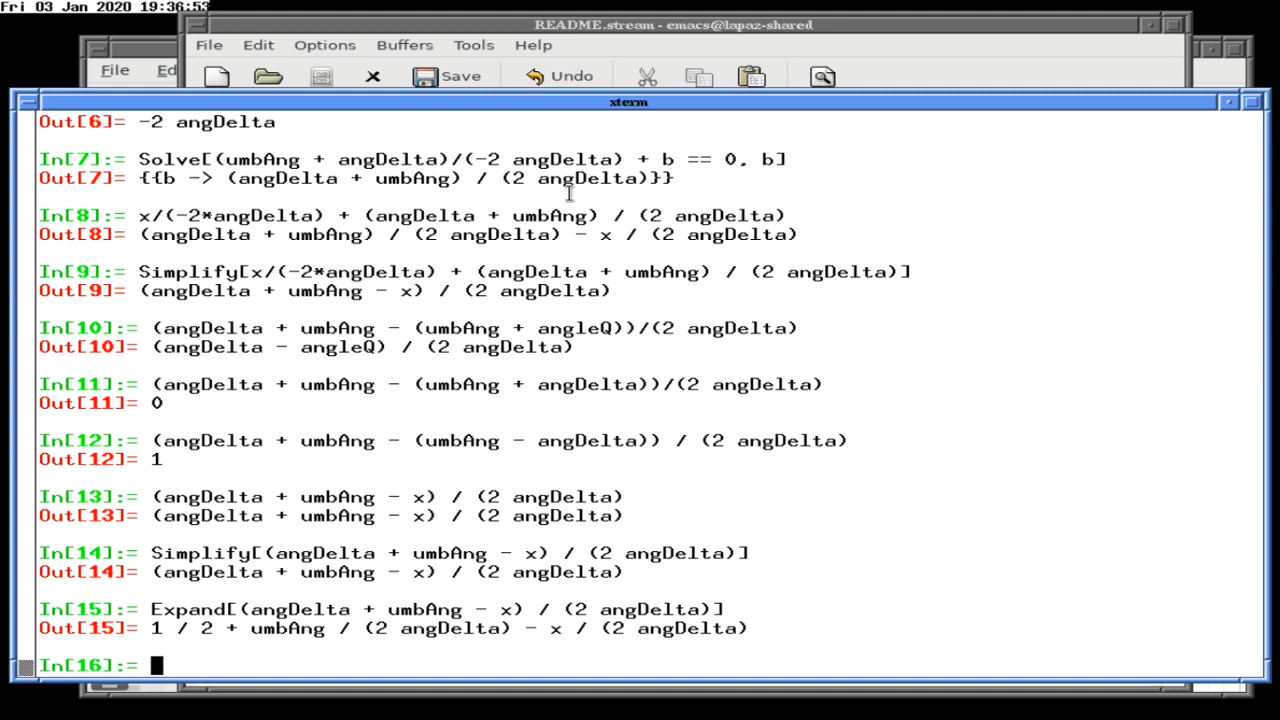 Fri 03 Jan 2020 19:36:53
README.stream - emacs@lapaz-shared
File Edit Options Buffers Tools Help
File Ed
Save Undo
xterm
Out[6]= -2 angDelta
In[7]:= Solve[(umbAng + angDelta)/(-2 angDelta) + b == 0, b]
Out[7]= {{b -> (angDelta + umbAng) / (2 angDelta)}}
In[8]:= x/(-2*angDelta) + (angDelta + umbAng) / (2 angDelta)
Out[8]= (angDelta + umbAng) / (2 angDelta) - x / (2 angDelta)
In[9]:= Simplify[x/(-2*angDelta) + (angDelta + umbAng) / (2 angDelta)]
Out[9]= (angDelta + umbAng - x) / (2 angDelta)
In[10]:= (angDelta + umbAng - (umbAng + angleQ))/(2 angDelta)
Out[10]= (angDelta - angleQ) / (2 angDelta)
In[11]:= (angDelta + umbAng - (umbAng + angDelta))/(2 angDelta)
Out[11]= 0
In[12]:= (angDelta + umbAng - (umbAng - angDelta)) / (2 angDelta)
Out[12]= 1
In[13]:= (angDelta + umbAng - x) / (2 angDelta)
Out[13]= (angDelta + umbAng - x) / (2 angDelta)
In[14]:= Simplify[(angDelta + umbAng - x) / (2 angDelta)]
Out[14]= (angDelta + umbAng - x) / (2 angDelta)
In[15]:= Expand[(angDelta + umbAng - x) / (2 angDelta)]
Out[15]= 1 / 2 + umbAng / (2 angDelta) - x / (2 angDelta)
In[16]:=